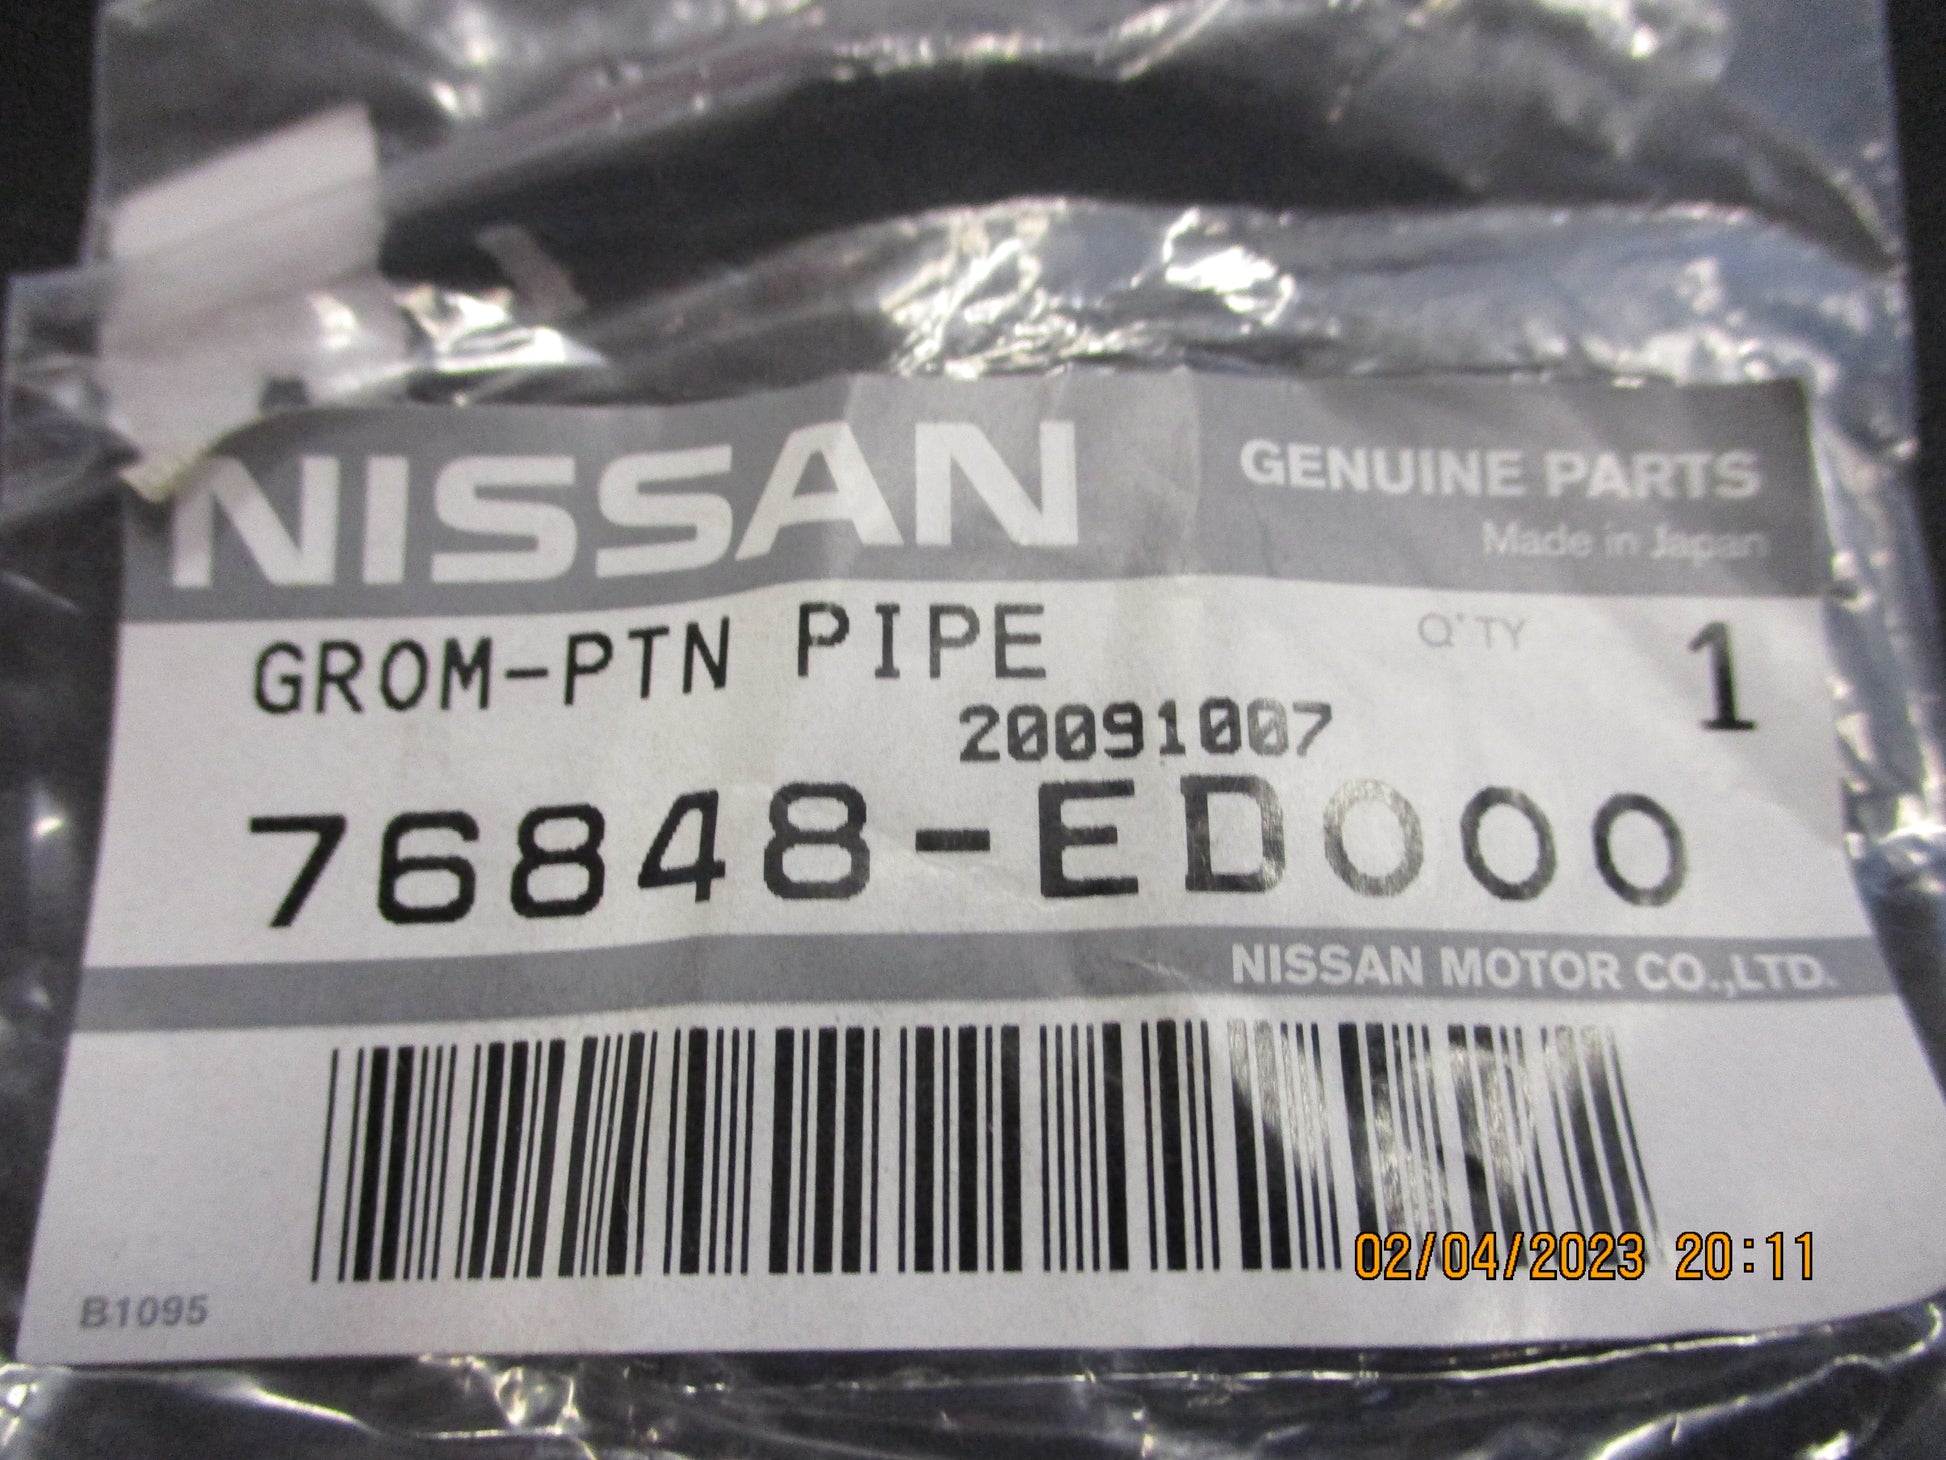 NISSAN
GENUINE PARTS
Made in Japan
GROM-PTN PIPE
Q'TY 1
20091007
76848-ED000
NISSAN MOTOR CO.,LTD.
02/04/2023 20:11
B1095